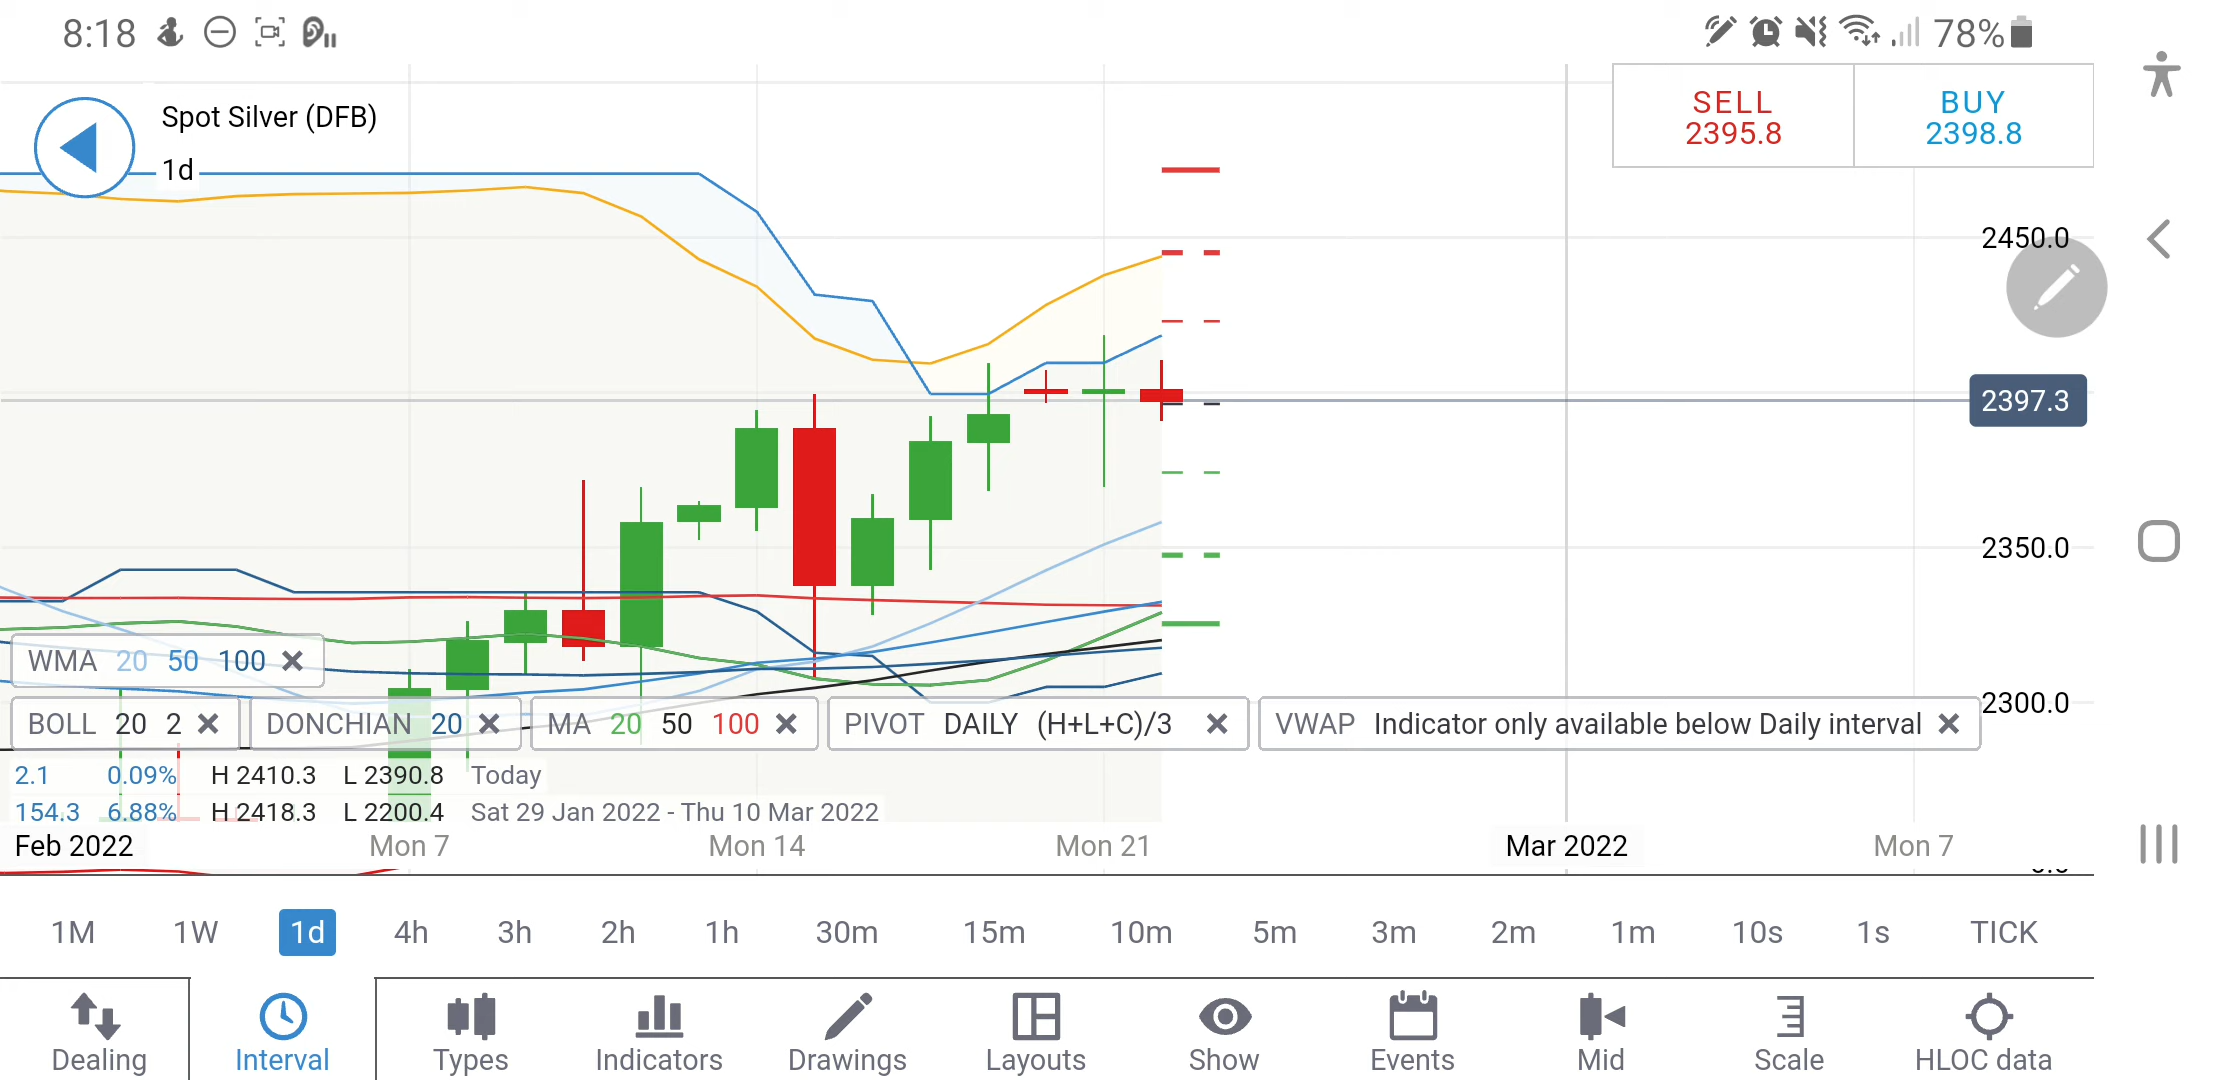 8:18
78%
Spot Silver (DFB)
1d
SELL
2395.8
BUY
2398.8
2450.0
2397.3
2350.0
2300.0
WMA 20 50 100
BOLL 20 2
DONCHIAN 20
MA 20 50 100
PIVOT DAILY (H+L+C)/3
VWAP Indicator only available below Daily interval
2.1 0.09% H 2410.3 L 2390.8 Today
154.3 6.88% H 2418.3 L 2200.4 Sat 29 Jan 2022 - Thu 10 Mar 2022
Feb 2022 Mon 7 Mon 14 Mon 21 Mar 2022 Mon 7
1M 1W 1d 4h 3h 2h 1h 30m 15m 10m 5m 3m 2m 1m 10s 1s TICK
Dealing Interval Types Indicators Drawings Layouts Show Events Mid Scale HLOC data